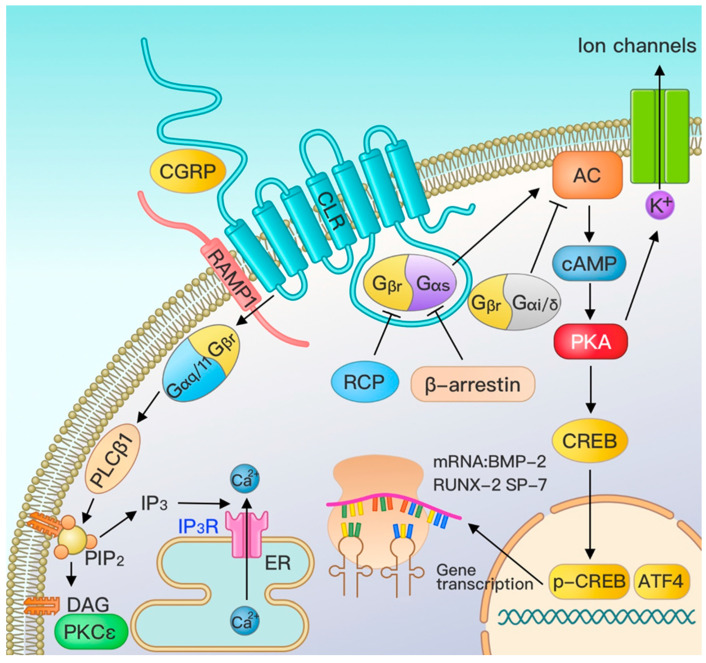 Ion channels
CGRP
CLR
RAMP1
AC
K+
cAMP
Gβr
Gαs
Gβr
Gαi/δ
PKA
RCP
β-arrestin
Gαq/11
Gβr
PLCβ1
CREB
mRNA:BMP-2
RUNX-2 SP-7
Ca2+
IP3
IP3R
PIP2
ER
Gene
transcription
p-CREB
ATF4
DAG
PKCε
Ca2+